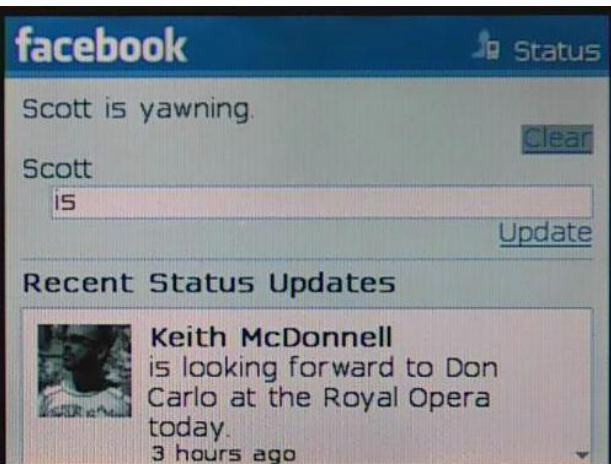 facebook
Status
Scott is yawning.
Clear
Scott
is
Update
Recent Status Updates
Keith McDonnell
is looking forward to Don
Carlo at the Royal Opera
today.
3 hours ago